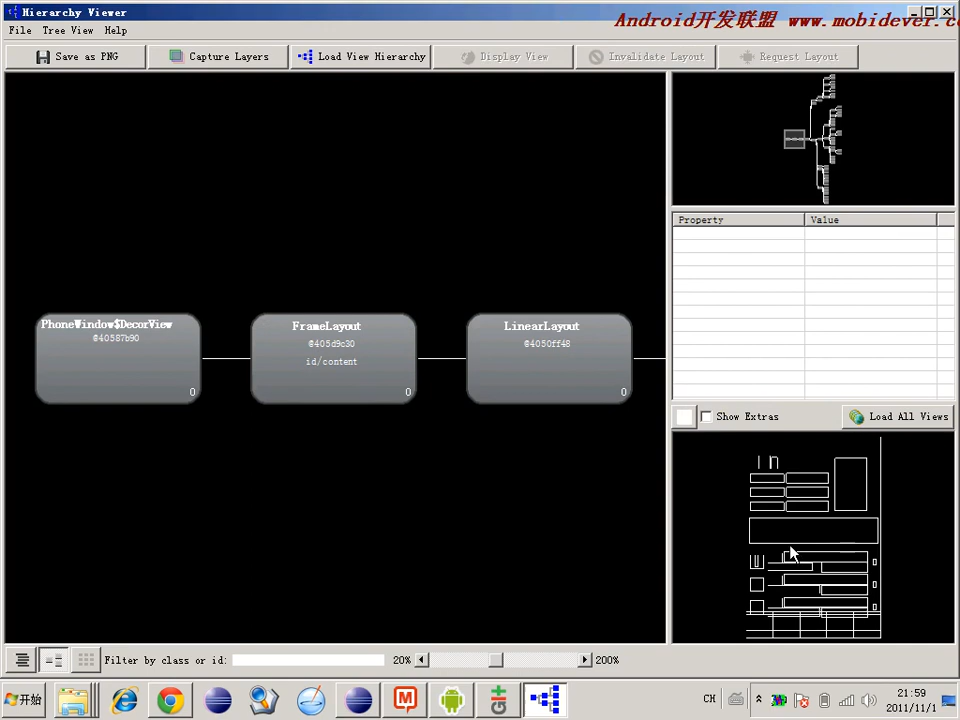 Hierarchy Viewer
Android开发联盟 www.mobidever.c
File Tree View Help
Save as PNG Capture Layers Load View Hierarchy Display View Invalidate Layout Request Layout
Property Value
PhoneWindow$DecorView
@40587b90
0
FrameLayout
@405d9c30
id/content
0
LinearLayout
@4050ff48
0
Show Extras Load All Views
Filter by class or id: 20% 200%
开始 CH 21:59
2011/11/1